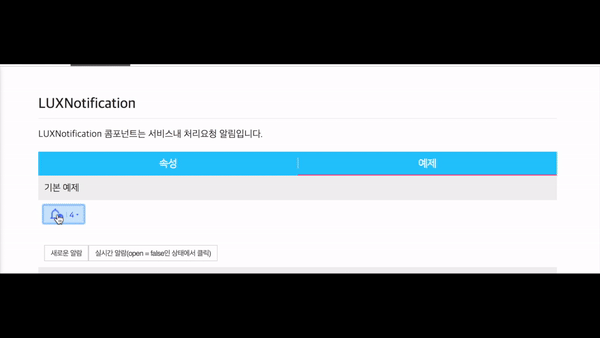 LUXNotification
LUXNotification 콤포넌트는 서비스내 처리요청 알림입니다.
속성
예제
기본 예제
4
새로운 알람
실시간 알람(open = false인 상태에서 클릭)